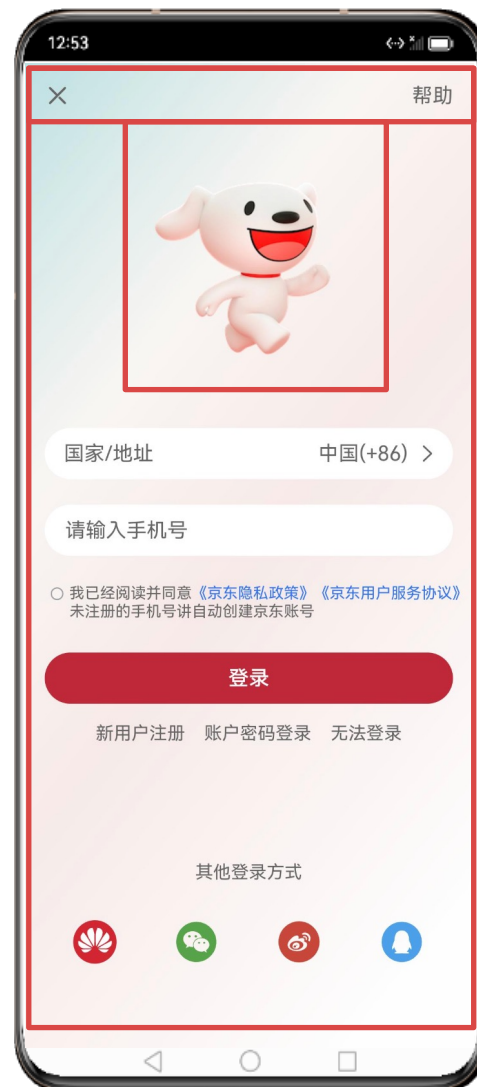 12:53
帮助
国家/地址 中国(+86)
请输入手机号
我已经阅读并同意《京东隐私政策》《京东用户服务协议》
未注册的手机号讲自动创建京东账号
登录
新用户注册 账户密码登录 无法登录
其他登录方式